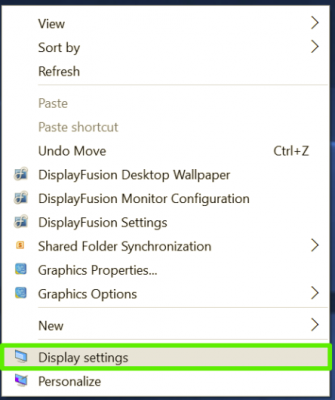 View
Sort by
Refresh
Paste
Paste shortcut
Undo Move Ctrl+Z
DisplayFusion Desktop Wallpaper
DisplayFusion Monitor Configuration
DisplayFusion Settings
Shared Folder Synchronization
Graphics Properties...
Graphics Options
New
Display settings
Personalize